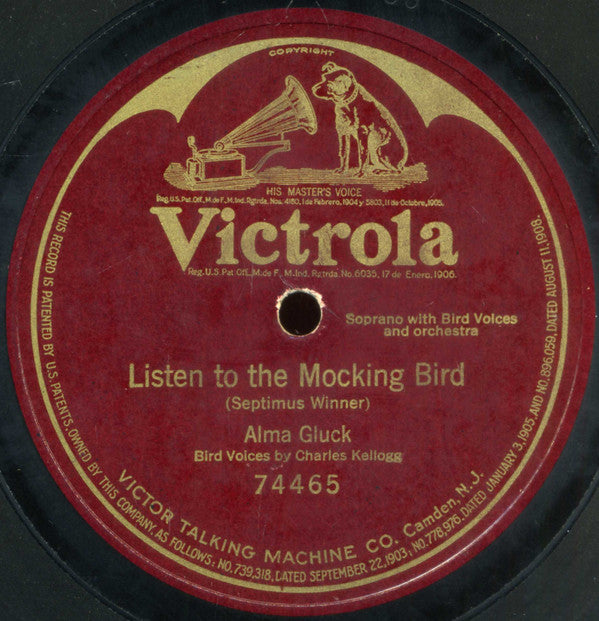 COPYRIGHT
HIS MASTER'S VOICE
Reg. U.S. Pat. Off., M. de F., M. Ind. Rgtrda. Nos. 4160, 1 de Febrero, 1904 y 5803, 11 de Octubre, 1905.
Victrola
Reg. U.S. Pat. Off., M. de F., M. Ind. Rgtrda. No. 6035, 17 de Enero, 1906.
Soprano with Bird Voices
and orchestra
Listen to the Mocking Bird
(Septimus Winner)
Alma Gluck
Bird Voices by Charles Kellogg
74465
VICTOR TALKING MACHINE CO. Camden, N.J.
THIS RECORD IS PATENTED BY U.S. PATENTS, OWNED BY THIS COMPANY, AS FOLLOWS: NO. 739,318, DATED SEPTEMBER 22, 1903, NO. 778,976, DATED JANUARY 3, 1905, AND NO. 896,059, DATED AUGUST 11, 1908.